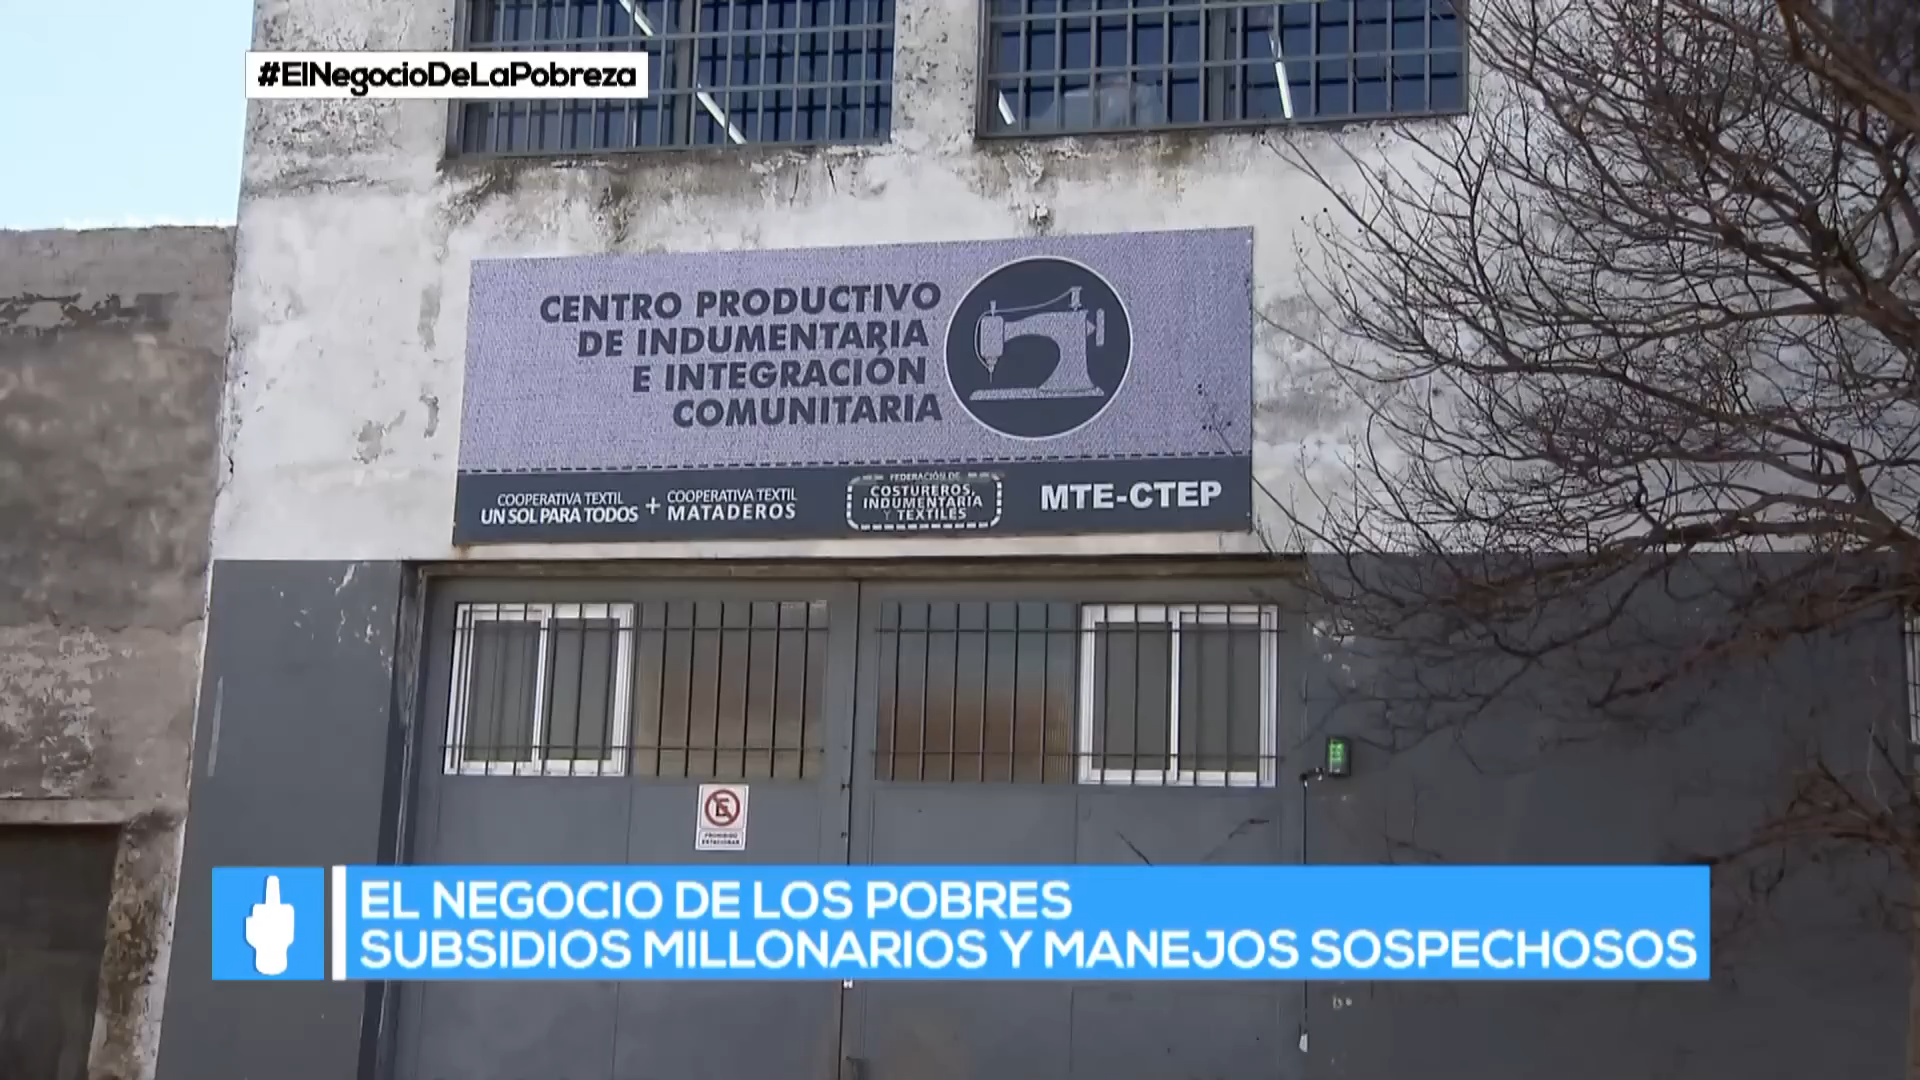 #ElNegocioDeLaPobreza
CENTRO PRODUCTIVO
DE INDUMENTARIA
E INTEGRACIÓN
COMUNITARIA
COOPERATIVA TEXTIL
UN SOL PARA TODOS
+
COOPERATIVA TEXTIL
MATADEROS
FEDERACIÓN DE
COSTUREROS,
INDUMENTARIA
Y TEXTILES
MTE-CTEP
E
PROHIBIDO
ESTACIONAR
EL NEGOCIO DE LOS POBRES
SUBSIDIOS MILLONARIOS Y MANEJOS SOSPECHOSOS